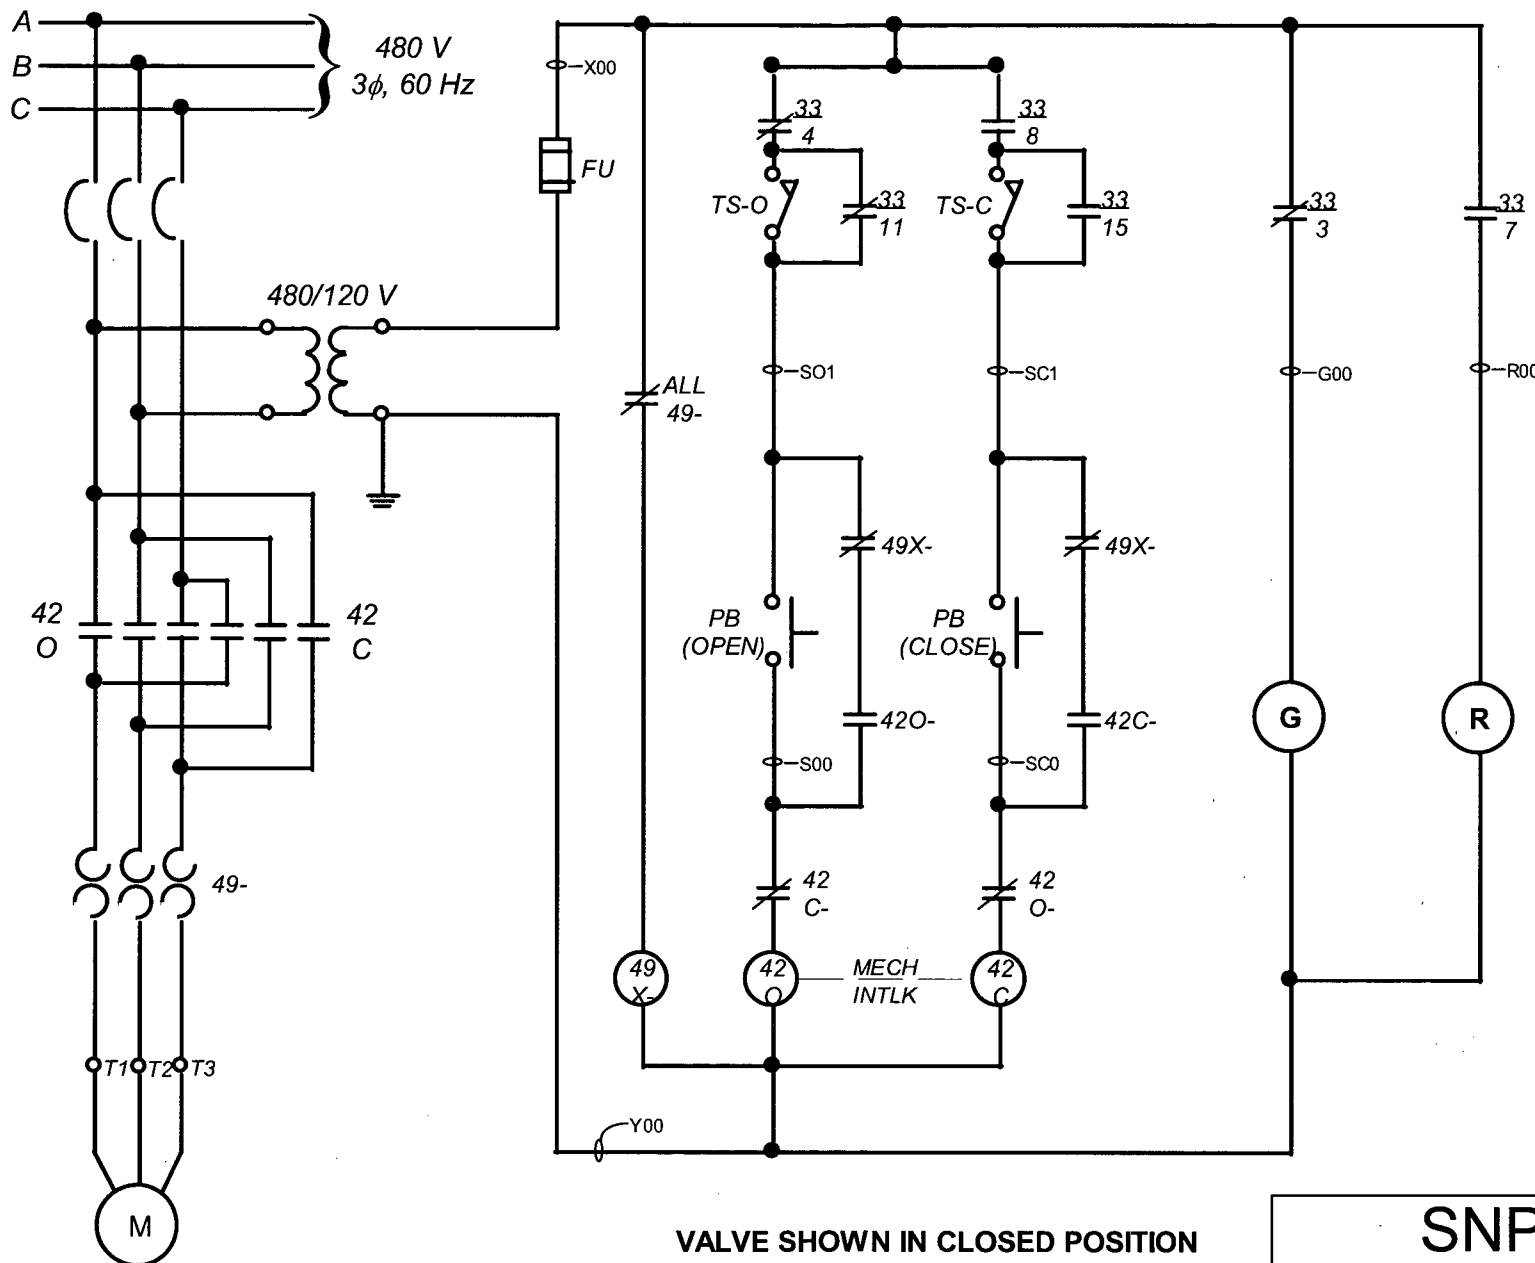 A
B
C
480 V
3ϕ, 60 Hz
X00
FU
33
4
33
8
TS-O
33
11
TS-C
33
15
33
3
33
7
480/120 V
ALL
49-
SO1
SC1
G00
R00
49X-
49X-
42
O
42
C
PB
(OPEN)
PB
(CLOSE)
42O-
42C-
G
R
S00
SC0
49-
42
C-
42
O-
49
X-
42
O
MECH
INTLK
42
C
T1
T2
T3
Y00
M
VALVE SHOWN IN CLOSED POSITION
SNP